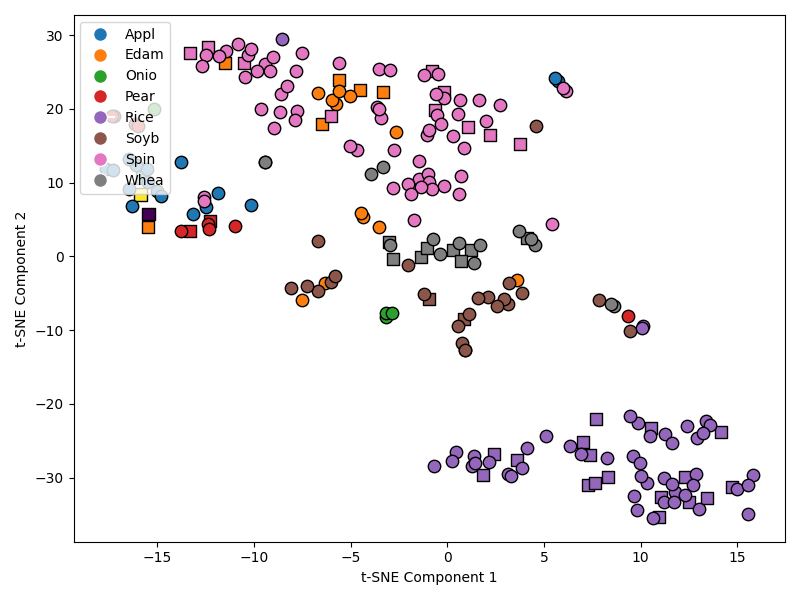 Appl
Edam
Onio
Pear
Rice
Soyb
Spin
Whea
30
20
10
0
−10
−20
−30
t-SNE Component 2
−15
−10
−5
0
5
10
15
t-SNE Component 1